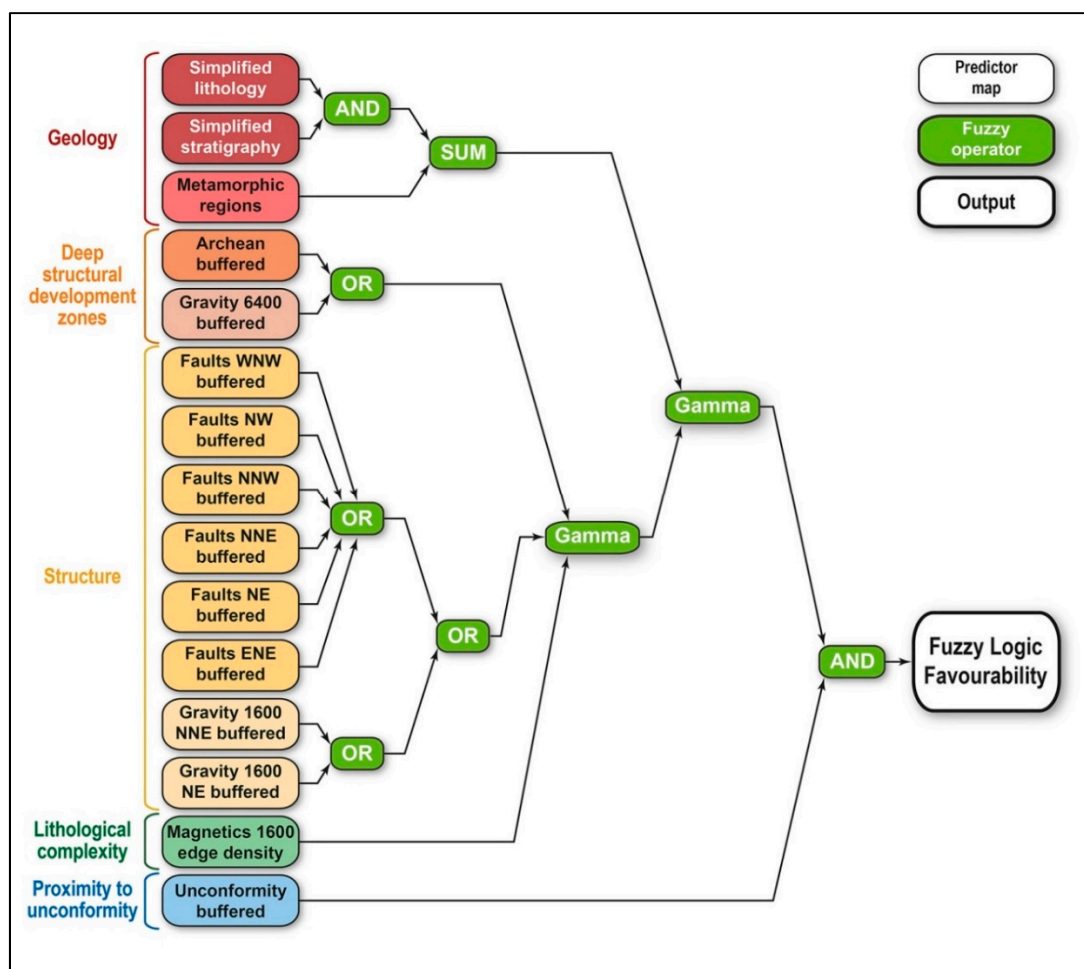 Geology
Simplified
lithology
Simplified
stratigraphy
Metamorphic
regions
AND
SUM
Predictor
map
Fuzzy
operator
Output
Deep
structural
development
zones
Archean
buffered
Gravity 6400
buffered
OR
Structure
Faults WNW
buffered
Faults NW
buffered
Faults NNW
buffered
Faults NNE
buffered
Faults NE
buffered
Faults ENE
buffered
Gravity 1600
NNE buffered
Gravity 1600
NE buffered
OR
OR
OR
Gamma
Gamma
Lithological
complexity
Magnetics 1600
edge density
Proximity to
unconformity
Unconformity
buffered
AND
Fuzzy Logic
Favourability